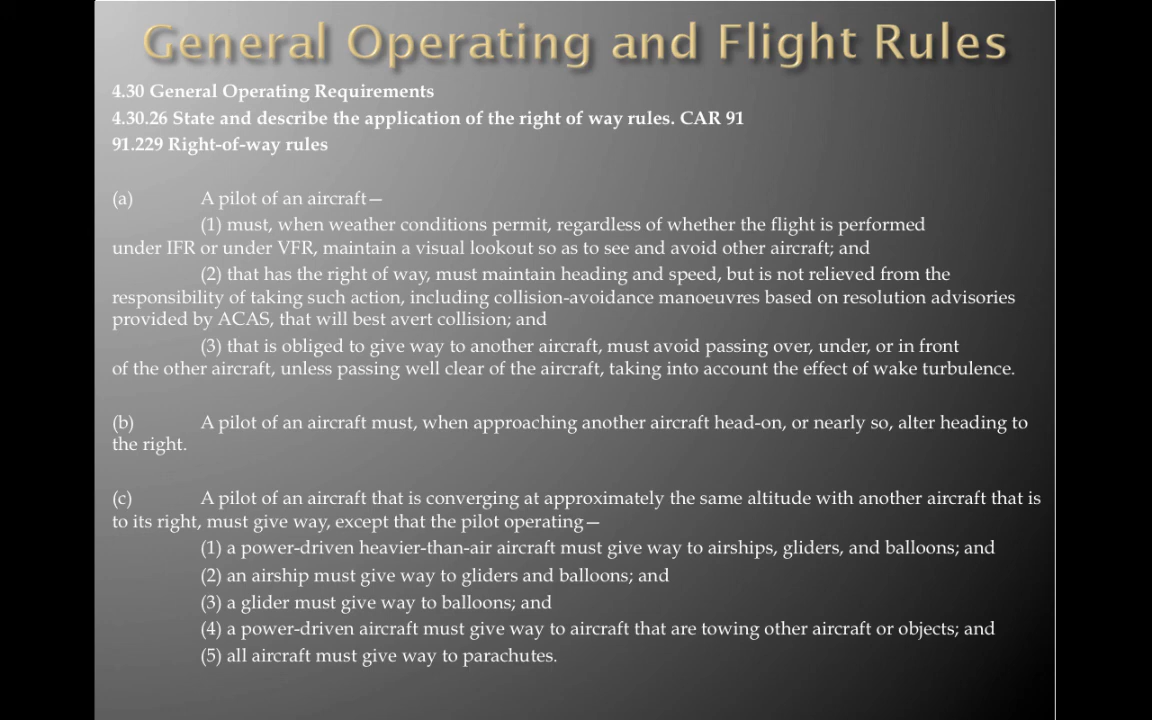 General Operating and Flight Rules
4.30 General Operating Requirements
4.30.26 State and describe the application of the right of way rules. CAR 91
91.229 Right-of-way rules
(a) A pilot of an aircraft—
(1) must, when weather conditions permit, regardless of whether the flight is performed
under IFR or under VFR, maintain a visual lookout so as to see and avoid other aircraft; and
(2) that has the right of way, must maintain heading and speed, but is not relieved from the
responsibility of taking such action, including collision-avoidance manoeuvres based on resolution advisories
provided by ACAS, that will best avert collision; and
(3) that is obliged to give way to another aircraft, must avoid passing over, under, or in front
of the other aircraft, unless passing well clear of the aircraft, taking into account the effect of wake turbulence.
(b) A pilot of an aircraft must, when approaching another aircraft head-on, or nearly so, alter heading to
the right.
(c) A pilot of an aircraft that is converging at approximately the same altitude with another aircraft that is
to its right, must give way, except that the pilot operating—
(1) a power-driven heavier-than-air aircraft must give way to airships, gliders, and balloons; and
(2) an airship must give way to gliders and balloons; and
(3) a glider must give way to balloons; and
(4) a power-driven aircraft must give way to aircraft that are towing other aircraft or objects; and
(5) all aircraft must give way to parachutes.